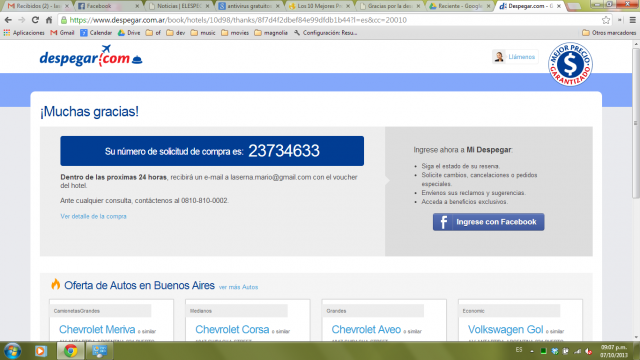 Recibidos (2) - la
Facebook
Noticias | ELESPE
antivirus gratuito
Los 10 Mejores P
Gracias por la de
Recente - Google
Despegar.com.ar
https://www.despegar.com.ar/book/hotels/10d98/thanks/8f7d4f2dbef84e99dfdb1b447f=es&cc=20010
Aplicaciones
Gmail
Calendar
Drive
of
dev
music
movies
magnolia
Configuración Resu...
Otros marcadores
despegar.com
Llámenos
MEJOR PRECIO
$
GARANTIZADO
¡Muchas gracias!
Su número de solicitud de compra es: 23734633
Dentro de las proximas 24 horas, recibirá un e-mail a laserna.mario@gmail.com con el voucher
del hotel.
Ante cualquier consulta, contáctenos al 0810-810-0002.
Ver detalle de la compra
Ingrese ahora a Mi Despegar:
Siga el estado de su reserva.
Solicite cambios, cancelaciones o pedidos
especiales.
Envíenos sus reclamos y sugerencias.
Acceda a beneficios exclusivos.
Ingrese con Facebook
Oferta de Autos en Buenos Aires ver más Autos
CamionetasGrandes
Chevrolet Meriva o similar
Medianos
Chevrolet Corsa o similar
Grandes
Chevrolet Aveo o similar
Economic
Volkswagen Gol o similar
ES
09:07 p.m.
07/10/2013